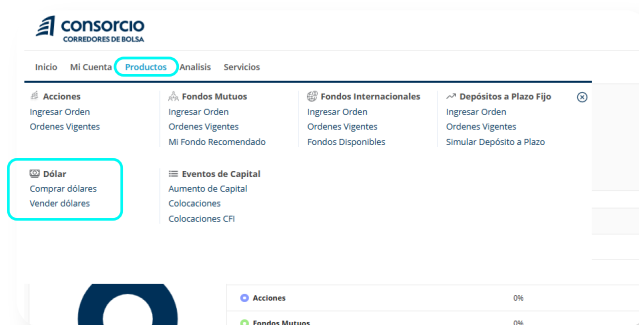 CONSORCIO
CORREDORES DE BOLSA
Inicio Mi Cuenta Productos Analisis Servicios
Acciones
Ingresar Orden
Ordenes Vigentes
Fondos Mutuos
Ingresar Orden
Ordenes Vigentes
Mi Fondo Recomendado
Fondos Internacionales
Ingresar Orden
Ordenes Vigentes
Fondos Disponibles
Depósitos a Plazo Fijo
Ingresar Orden
Ordenes Vigentes
Simular Depósito a Plazo
Dólar
Comprar dólares
Vender dólares
Eventos de Capital
Aumento de Capital
Colocaciones
Colocaciones CFI
Acciones 0%
Fondos Mutuos 0%